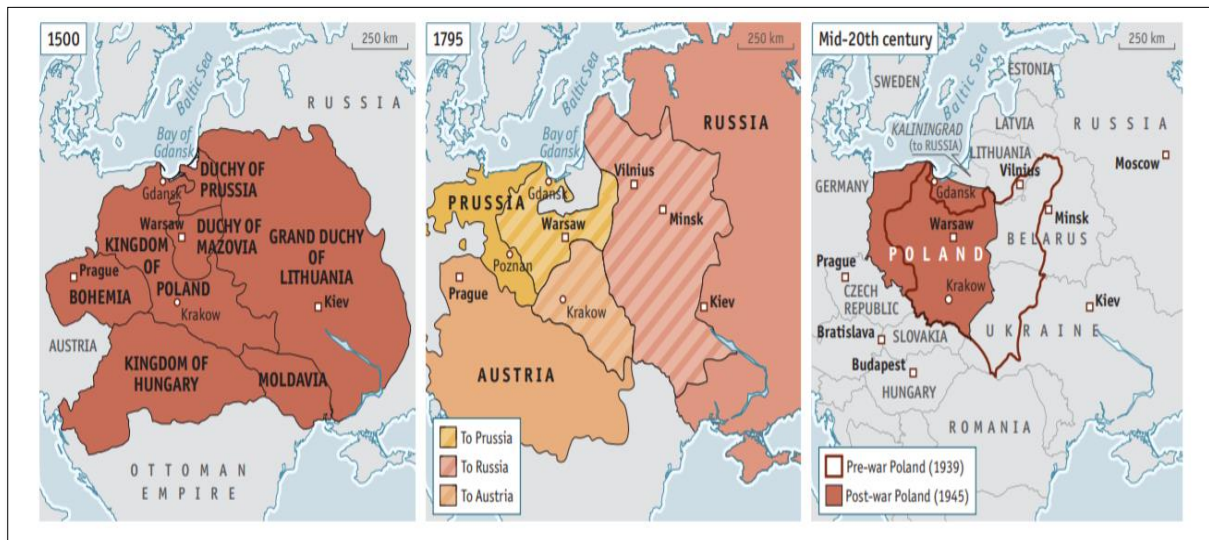 1500
250 km
Baltic Sea
RUSSIA
Bay of
Gdansk
DUCHY OF
PRUSSIA
Gdansk
Warsaw
DUCHY OF
MAZOVIA
GRAND DUCHY
OF
LITHUANIA
KINGDOM
OF
POLAND
Prague
BOHEMIA
Krakow
Kiev
AUSTRIA
KINGDOM OF
HUNGARY
MOLDAVIA
OTTOMAN
EMPIRE
1795
250 km
Baltic Sea
RUSSIA
Bay of
Gdansk
Vilnius
Gdansk
PRUSSIA
Minsk
Warsaw
Poznan
Prague
Krakow
Kiev
AUSTRIA
To Prussia
To Russia
To Austria
Mid-20th century
250 km
SWEDEN
Baltic Sea
ESTONIA
LATVIA
RUSSIA
KALININGRAD
(to RUSSIA)
LITHUANIA
Moscow
Vilnius
GERMANY
Gdansk
Minsk
Warsaw
BELARUS
POLAND
Prague
Krakow
Kiev
CZECH
REPUBLIC
UKRAINE
Bratislava
SLOVAKIA
Budapest
HUNGARY
ROMANIA
Pre-war Poland (1939)
Post-war Poland (1945)